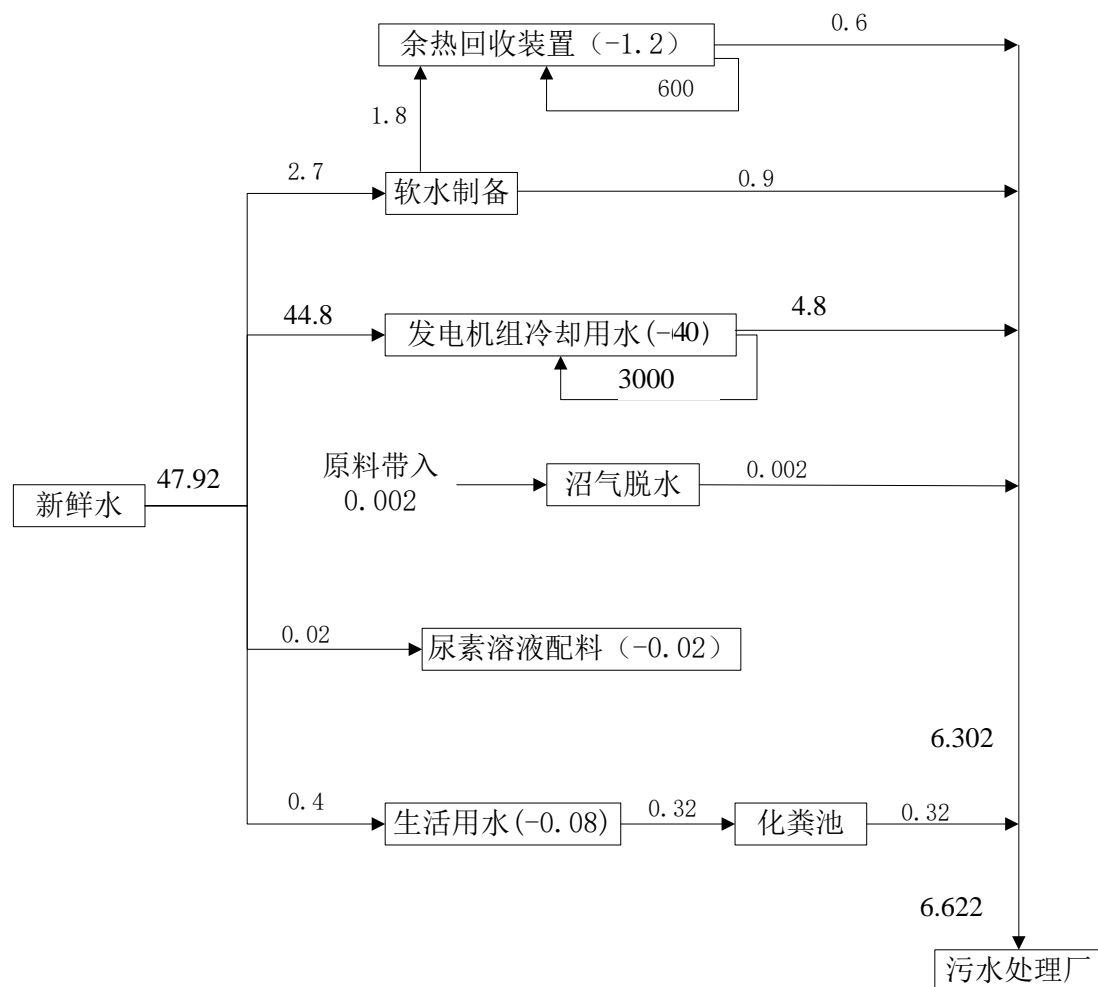 余热回收装置（-1.2）
0.6
600
1.8
2.7
软水制备
0.9
44.8
发电机组冷却用水(-40)
4.8
3000
新鲜水
47.92
原料带入
0.002
沼气脱水
0.002
0.02
尿素溶液配料（-0.02）
6.302
0.4
生活用水(-0.08)
0.32
化粪池
0.32
6.622
污水处理厂